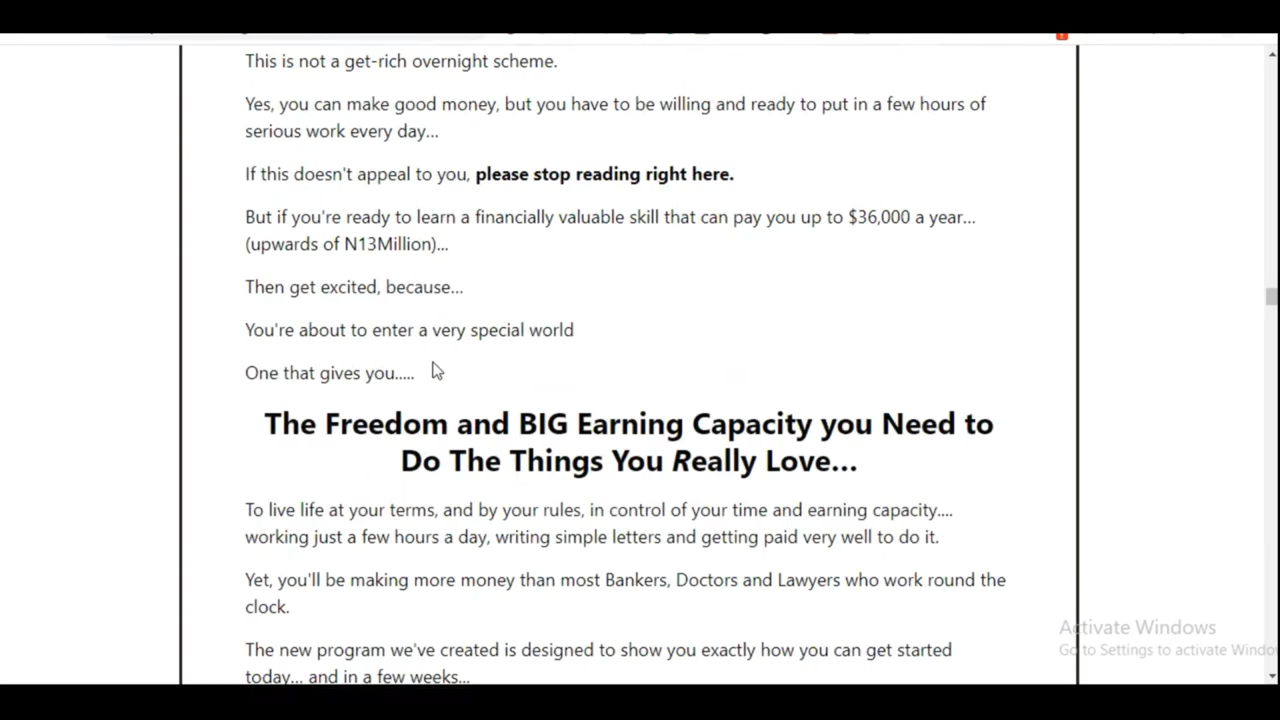 This is not a get-rich overnight scheme.
Yes, you can make good money, but you have to be willing and ready to put in a few hours of
serious work every day...
If this doesn't appeal to you, please stop reading right here.
But if you're ready to learn a financially valuable skill that can pay you up to $36,000 a year...
(upwards of N13Million)...
Then get excited, because...
You're about to enter a very special world
One that gives you.....
The Freedom and BIG Earning Capacity you Need to
Do The Things You Really Love...
To live life at your terms, and by your rules, in control of your time and earning capacity....
working just a few hours a day, writing simple letters and getting paid very well to do it.
Yet, you'll be making more money than most Bankers, Doctors and Lawyers who work round the
clock.
The new program we've created is designed to show you exactly how you can get started
today... and in a few weeks...
Activate Windows
Go to Settings to activate Windo